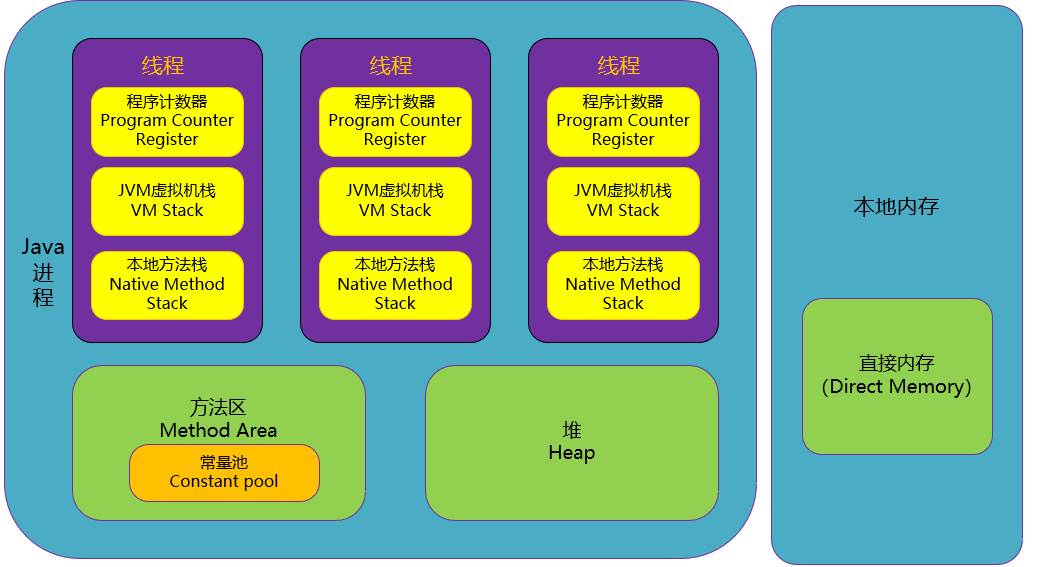 Java
进
程
线程
程序计数器
Program Counter
Register
JVM虚拟机栈
VM Stack
本地方法栈
Native Method
Stack
线程
程序计数器
Program Counter
Register
JVM虚拟机栈
VM Stack
本地方法栈
Native Method
Stack
线程
程序计数器
Program Counter
Register
JVM虚拟机栈
VM Stack
本地方法栈
Native Method
Stack
方法区
Method Area
常量池
Constant pool
堆
Heap
本地内存
直接内存
(Direct Memory)